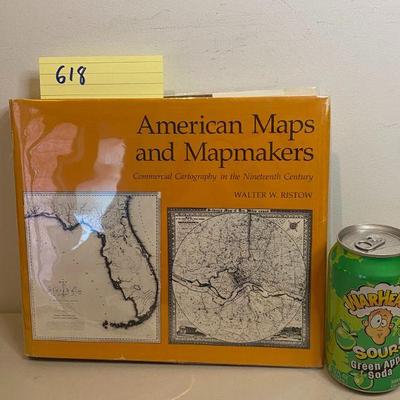 618
American Maps
and Mapmakers
Commercial Cartography in the Nineteenth Century
WALTER W. RISTOW
WARHEADS
SOUR
Green Apple
Soda